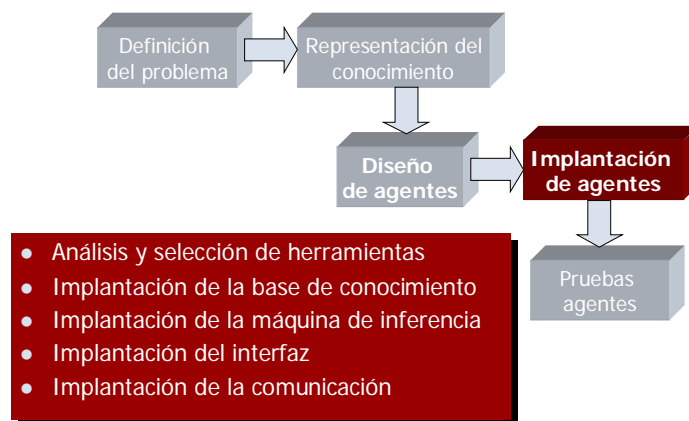 Definición
del problema
Representación del
conocimiento
Diseño
de agentes
Implantación
de agentes
Pruebas
agentes
● Análisis y selección de herramientas
● Implantación de la base de conocimiento
● Implantación de la máquina de inferencia
● Implantación del interfaz
● Implantación de la comunicación